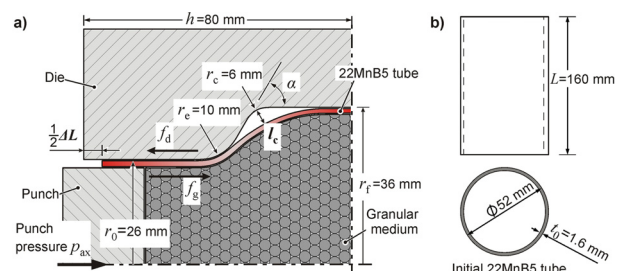 a)
h=80 mm
Die
r_c=6 mm
α
22MnB5 tube
r_e=10 mm
l_c
½ΔL
f_d
f_g
Punch
r_0=26 mm
r_f=36 mm
Punch
pressure p_ax
Granular
medium
b)
L=160 mm
Φ52 mm
t_0=1.6 mm
Initial 22MnB5 tube